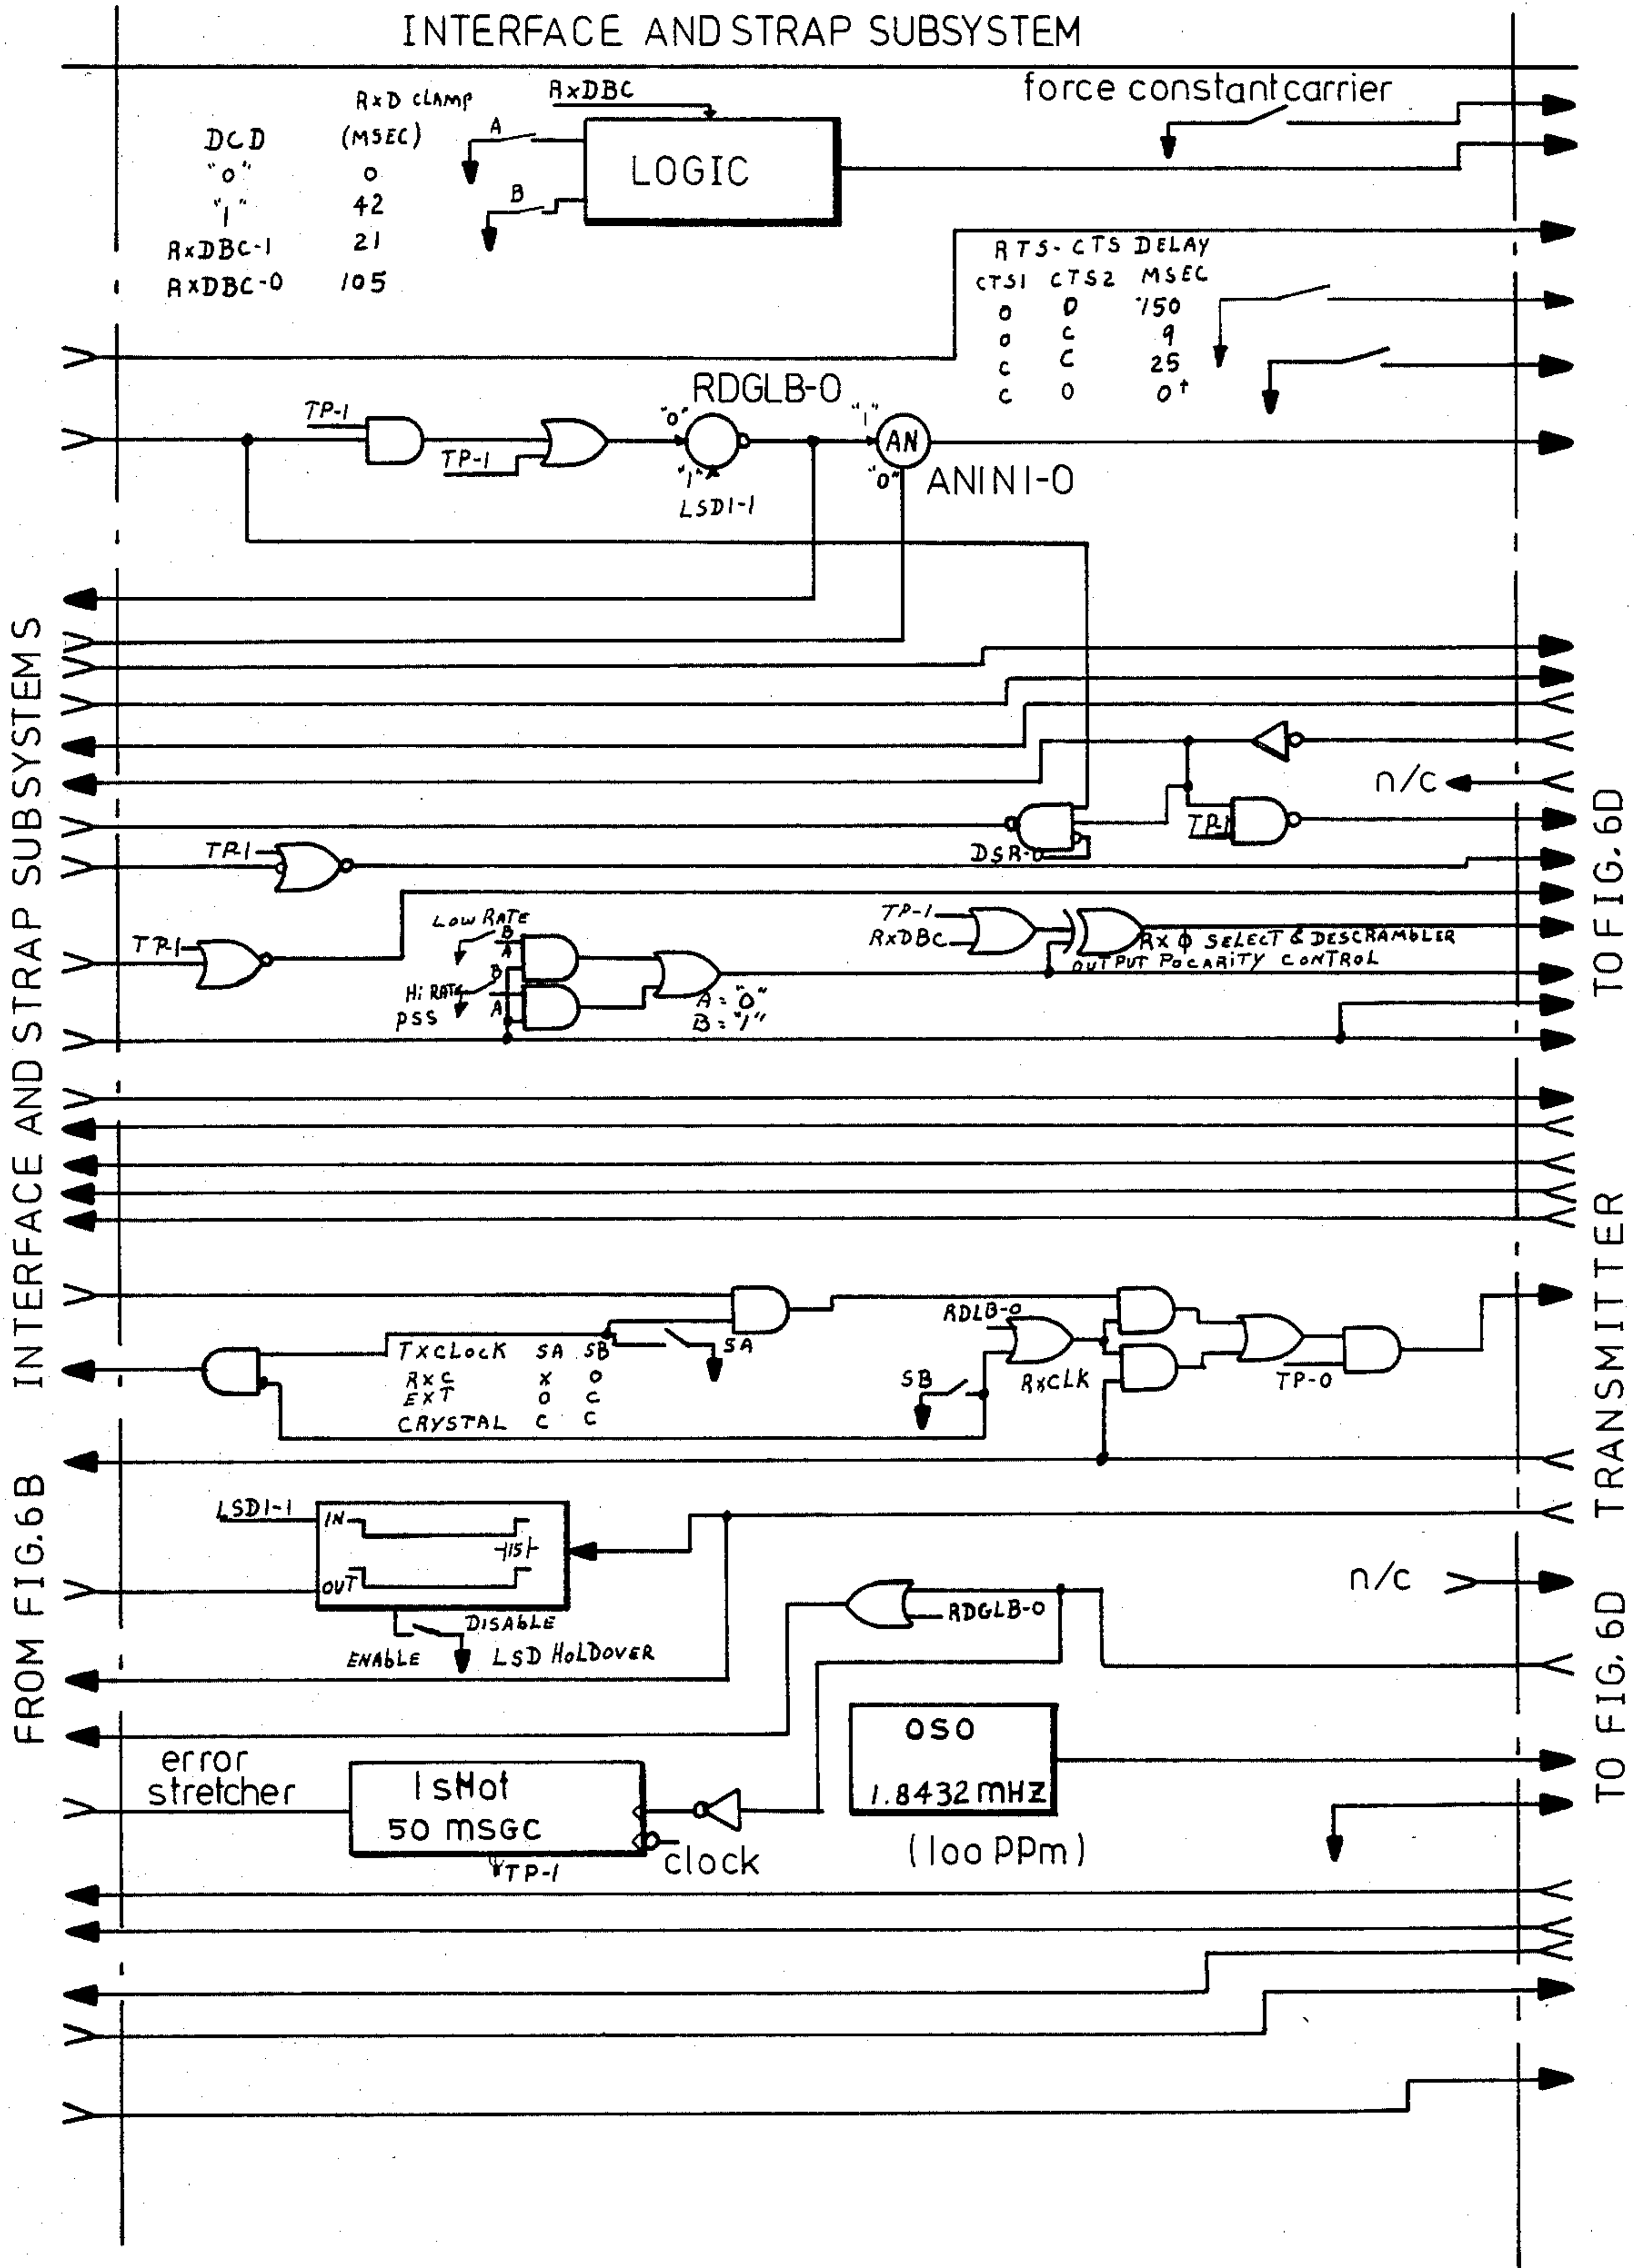 INTERFACE AND STRAP SUBSYSTEM
force constant carrier
RxD CLAMP
DCD (MSEC)
"0" 0
"1" 42
RxDBC-1 21
RxDBC-0 105
RxDBC
A
B
LOGIC
RTS-CTS DELAY
CTS1 CTS2 MSEC
0 0 150
0 C 9
C C 25
C 0 0†
TP-1
TP-1
RDGLB-0
"0"
"1"
LSD1-1
"1"
AN
"0"
ANIN1-0
n/c
TP-1
DSR-0
TP-1
TP-1
LOW RATE
B
A
B
Hi RATE
A
PSS
A = "0"
B = "1"
TP-1
RxDBC
Rx ϕ SELECT & DESCRAMBLER
OUTPUT POCARITY CONTROL
SA
TXCLOCK SA SB
RXC X O
EXT O C
CRYSTAL C C
RDLB-0
SB
RXCLK
TP-0
LSD1-1
IN
15
OUT
DISABLE
ENABLE
LSD HOLDOVER
RDGLB-0
n/c
OSO
1.8432 mHZ
(100 PPm)
error
stretcher
1 sHot
50 MSGC
TP-1
clock
FROM FIG.6B INTERFACE AND STRAP SUBSYSTEMS
TO FIG.6D
TO FIG.6D TRANSMITTER